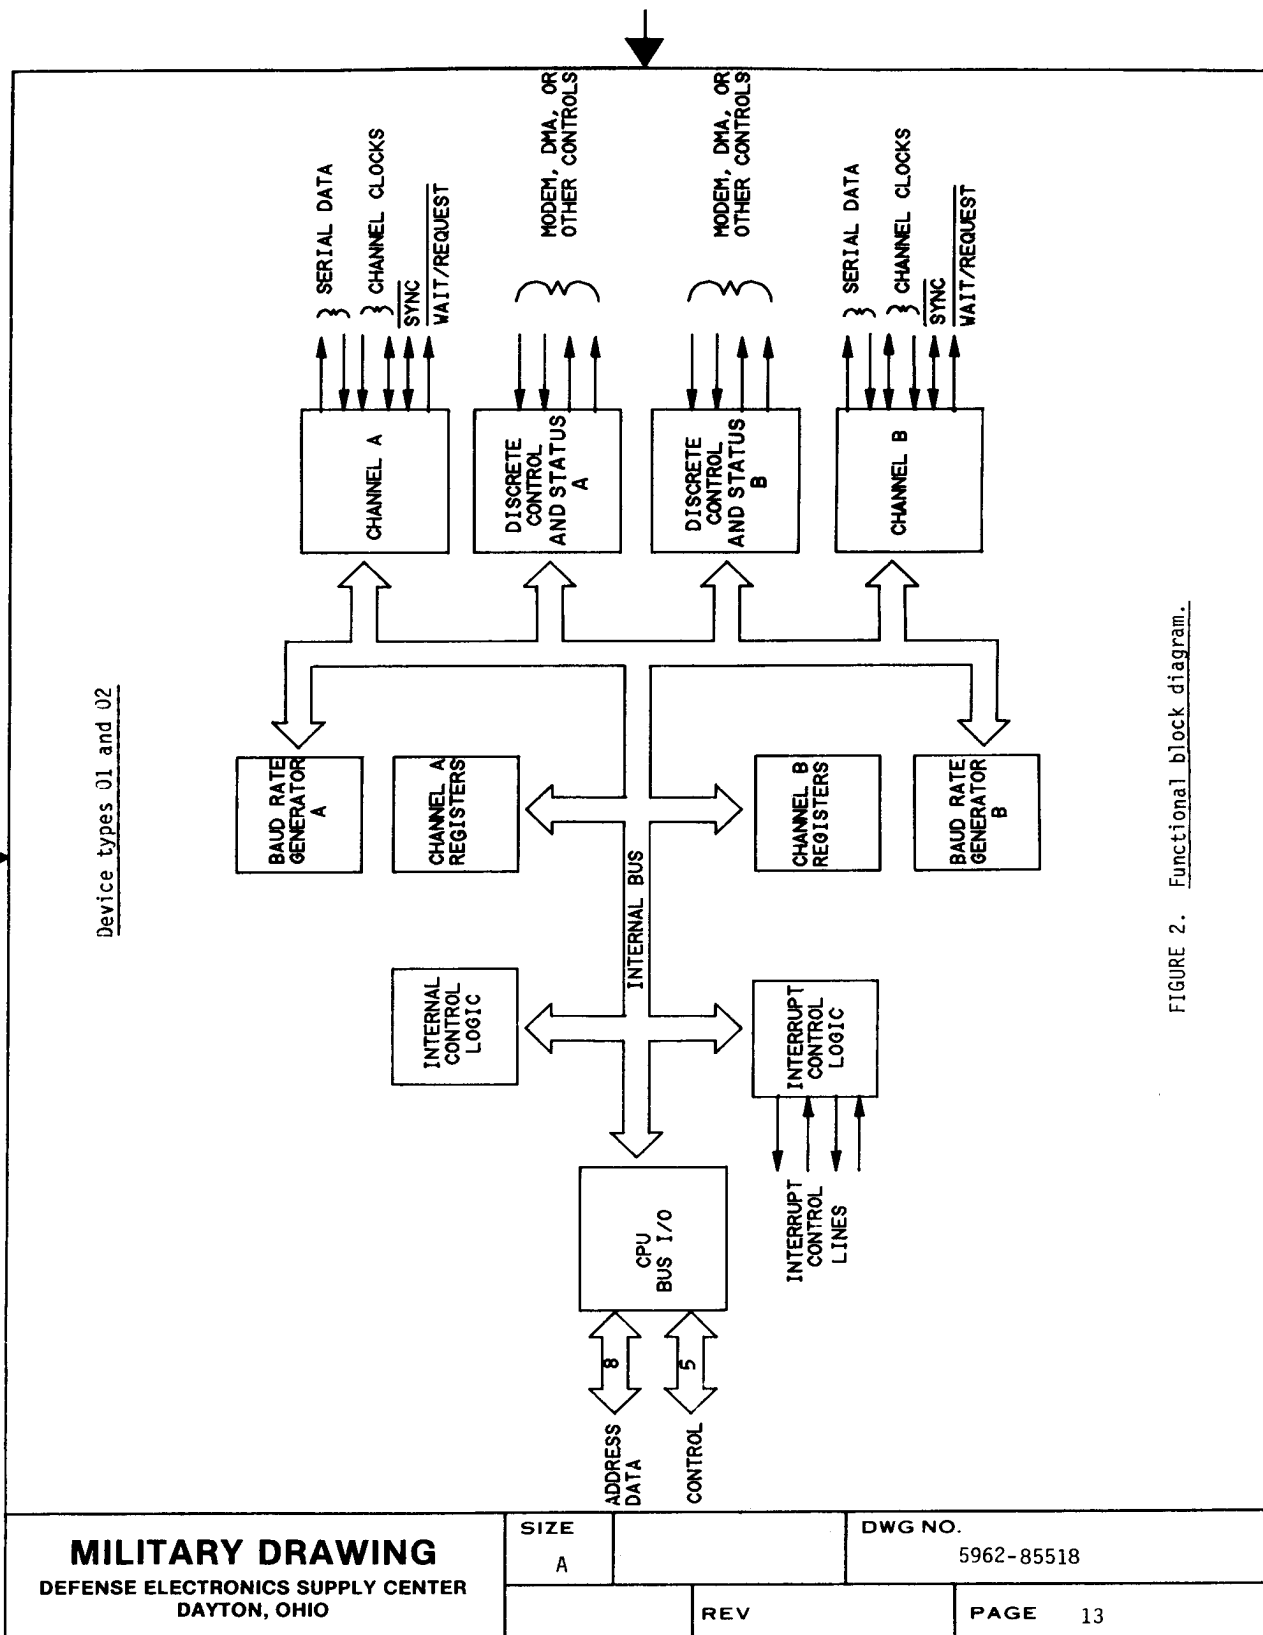 Device types 01 and 02
ADDRESS
DATA
8
CONTROL
5
CPU
BUS I/O
INTERNAL
CONTROL
LOGIC
INTERRUPT
CONTROL
LOGIC
INTERRUPT
CONTROL
LINES
INTERNAL BUS
BAUD RATE
GENERATOR
A
CHANNEL A
REGISTERS
CHANNEL B
REGISTERS
BAUD RATE
GENERATOR
B
CHANNEL A
SERIAL DATA
CHANNEL CLOCKS
SYNC
WAIT/REQUEST
DISCRETE
CONTROL
AND STATUS
A
MODEM, DMA, OR
OTHER CONTROLS
DISCRETE
CONTROL
AND STATUS
B
MODEM, DMA, OR
OTHER CONTROLS
CHANNEL B
SERIAL DATA
CHANNEL CLOCKS
SYNC
WAIT/REQUEST
FIGURE 2. Functional block diagram.
MILITARY DRAWING
DEFENSE ELECTRONICS SUPPLY CENTER
DAYTON, OHIO
SIZE
A
DWG NO.
5962-85518
REV
PAGE 13